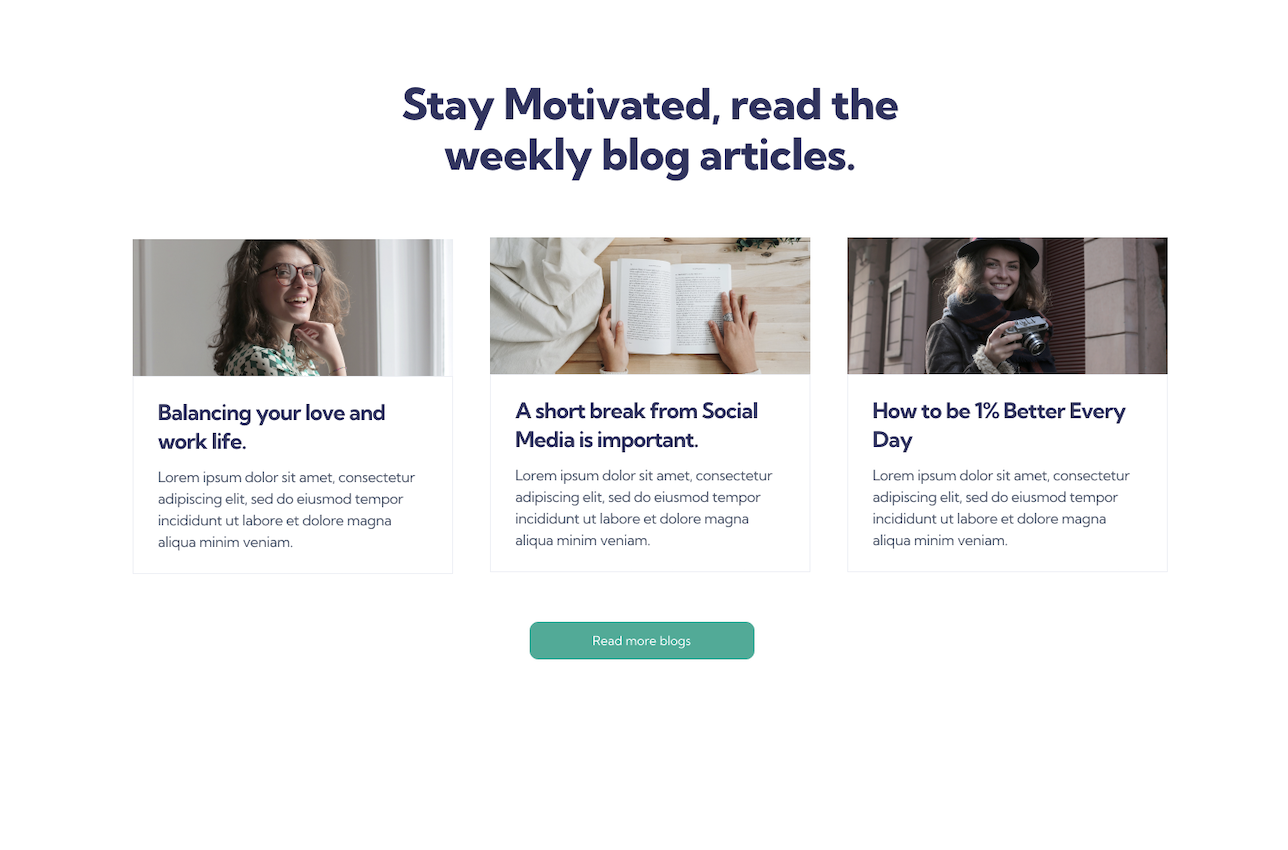 Stay Motivated, read the
weekly blog articles.
Balancing your love and
work life.
Lorem ipsum dolor sit amet, consectetur
adipiscing elit, sed do eiusmod tempor
incididunt ut labore et dolore magna
aliqua minim veniam.
A short break from Social
Media is important.
Lorem ipsum dolor sit amet, consectetur
adipiscing elit, sed do eiusmod tempor
incididunt ut labore et dolore magna
aliqua minim veniam.
How to be 1% Better Every
Day
Lorem ipsum dolor sit amet, consectetur
adipiscing elit, sed do eiusmod tempor
incididunt ut labore et dolore magna
aliqua minim veniam.
Read more blogs